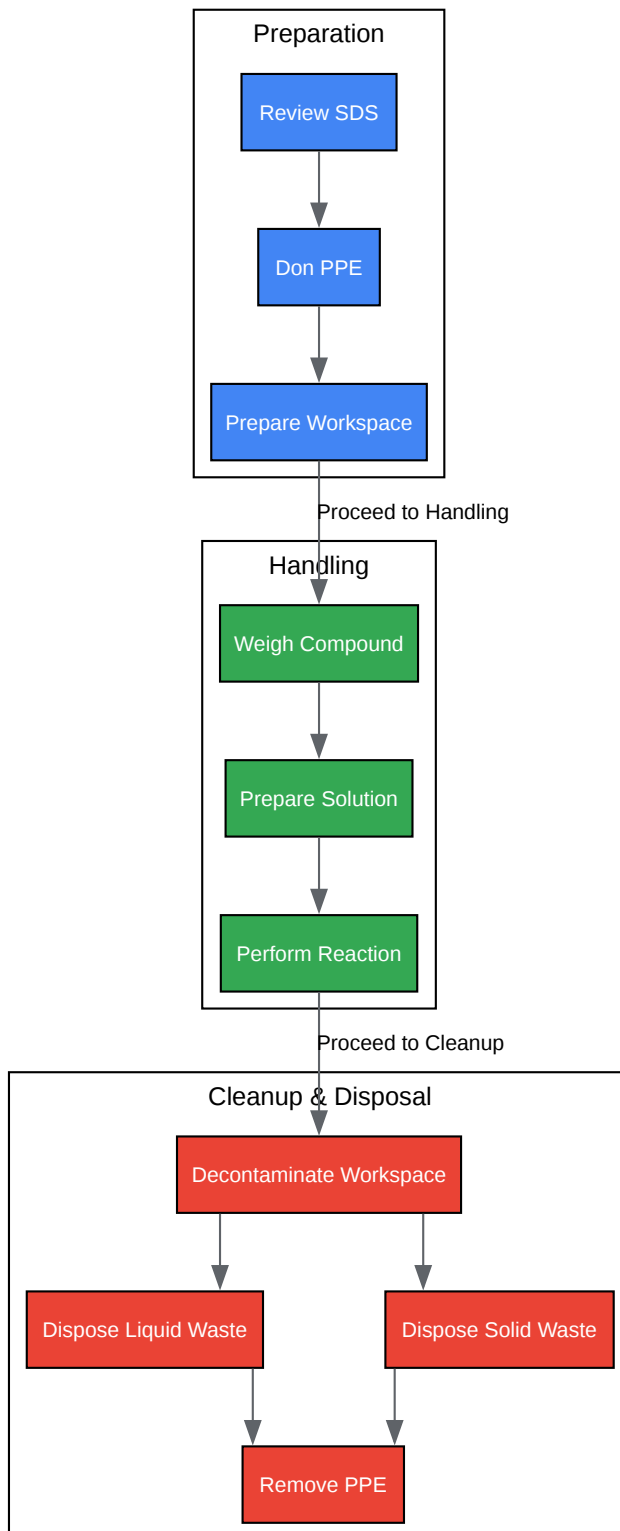 Preparation
Review SDS
Don PPE
Prepare Workspace
Proceed to Handling
Handling
Weigh Compound
Prepare Solution
Perform Reaction
Proceed to Cleanup
Cleanup & Disposal
Decontaminate Workspace
Dispose Liquid Waste
Dispose Solid Waste
Remove PPE